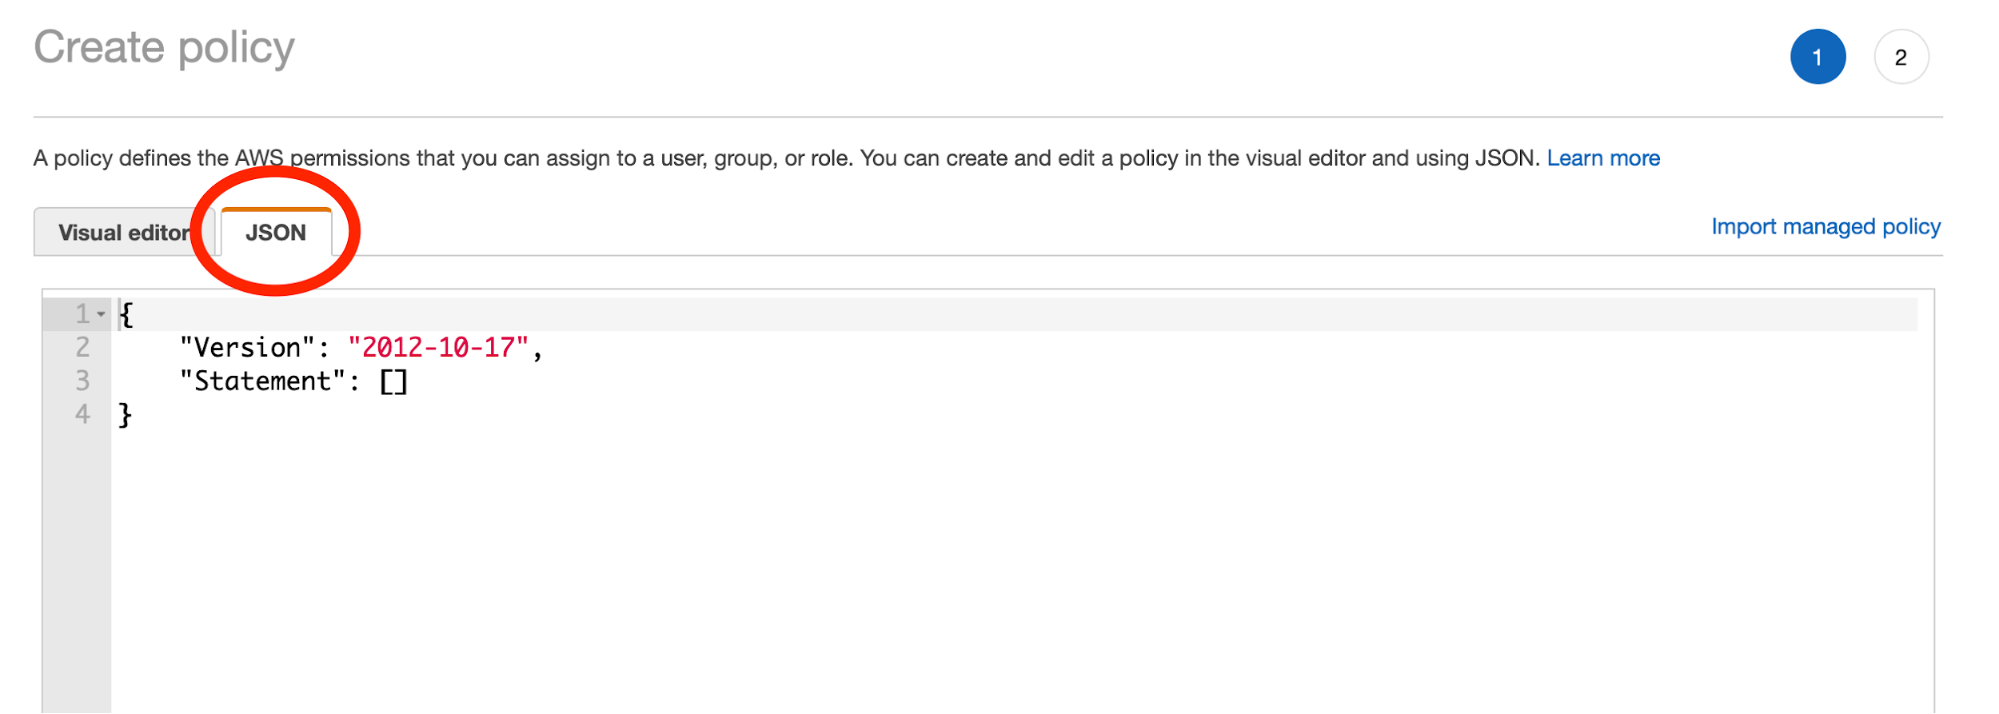 Create policy
1 2
A policy defines the AWS permissions that you can assign to a user, group, or role. You can create and edit a policy in the visual editor and using JSON. Learn more
Visual editor JSON Import managed policy
1 {
2 "Version": "2012-10-17",
3 "Statement": []
4 }